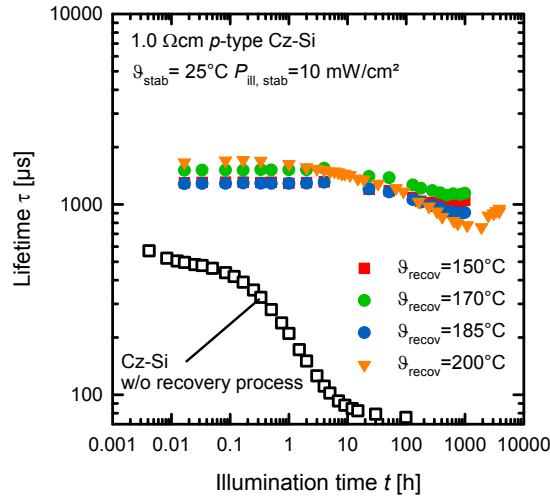 10000
1.0 Ωcm p-type Cz-Si
ϑstab= 25°C Pill, stab=10 mW/cm²
Lifetime τ [µs]
1000
ϑrecov=150°C
ϑrecov=170°C
ϑrecov=185°C
ϑrecov=200°C
Cz-Si
w/o recovery process
100
0.001 0.01 0.1 1 10 100 1000 10000
Illumination time t [h]